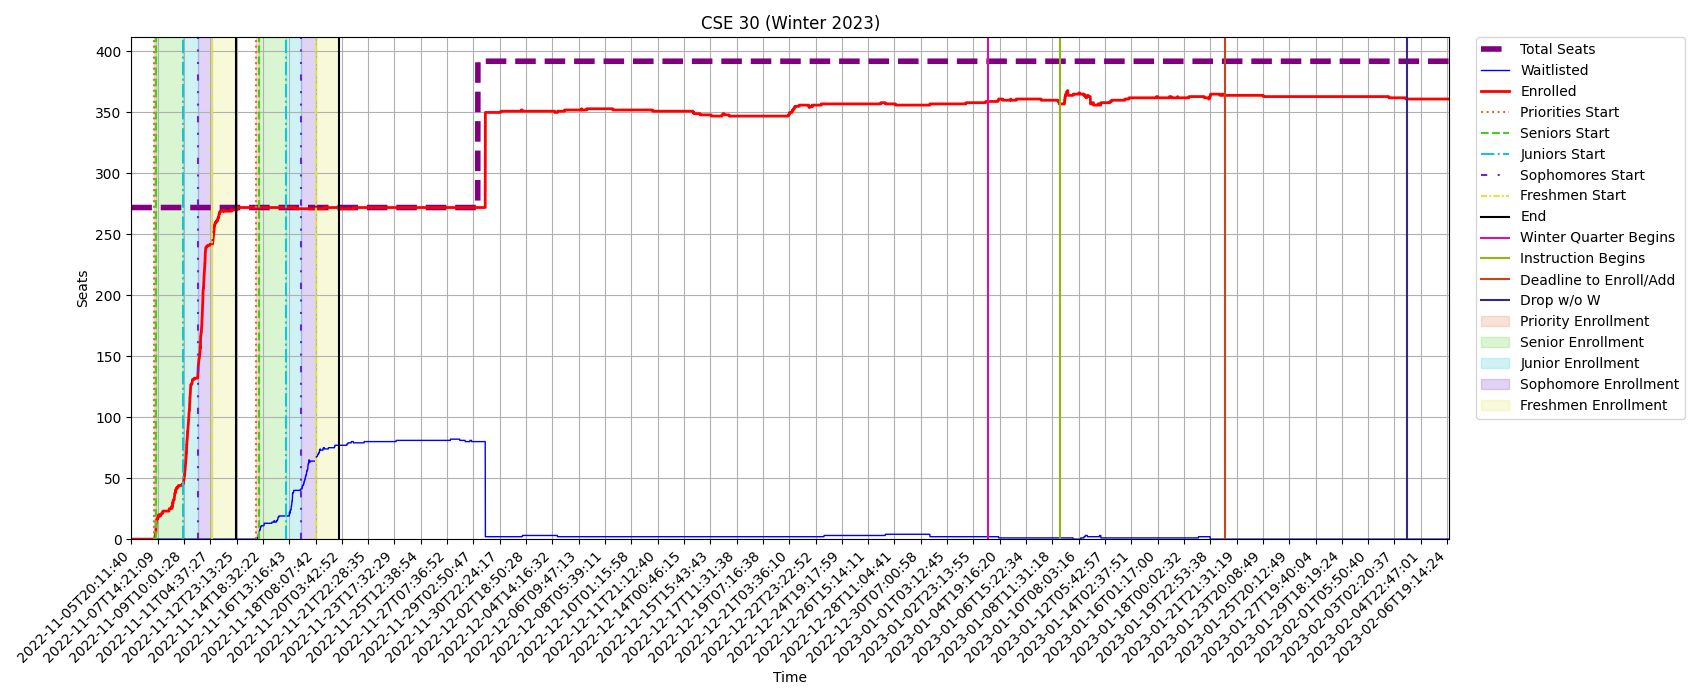 CSE 30 (Winter 2023)
400
350
300
250
200
150
100
50
0
Seats
2022-11-05T20:11:40
2022-11-07T14:21:09
2022-11-09T10:01:28
2022-11-11T04:37:27
2022-11-12T23:13:25
2022-11-14T18:32:22
2022-11-16T13:16:43
2022-11-18T08:07:42
2022-11-20T03:42:52
2022-11-21T22:28:35
2022-11-23T17:32:29
2022-11-25T12:38:54
2022-11-27T07:36:52
2022-11-29T02:50:47
2022-11-30T22:24:17
2022-12-02T18:50:28
2022-12-04T14:16:32
2022-12-06T09:47:13
2022-12-08T05:39:11
2022-12-10T01:15:58
2022-12-11T21:12:40
2022-12-14T00:46:15
2022-12-15T15:43:43
2022-12-17T11:31:38
2022-12-19T07:16:38
2022-12-21T03:36:10
2022-12-22T23:22:52
2022-12-24T19:17:59
2022-12-26T15:14:11
2022-12-28T11:04:41
2022-12-30T07:00:58
2023-01-01T03:12:45
2023-01-02T23:13:55
2023-01-04T19:16:20
2023-01-06T15:22:34
2023-01-08T11:31:18
2023-01-10T08:03:16
2023-01-12T05:42:57
2023-01-14T02:37:51
2023-01-16T01:17:00
2023-01-18T00:02:32
2023-01-19T22:53:38
2023-01-21T21:31:19
2023-01-23T20:08:49
2023-01-25T20:12:49
2023-01-27T19:40:04
2023-01-29T18:19:24
2023-02-01T05:50:40
2023-02-03T02:20:37
2023-02-04T22:47:01
2023-02-06T19:14:24
Time
Total Seats
Waitlisted
Enrolled
Priorities Start
Seniors Start
Juniors Start
Sophomores Start
Freshmen Start
End
Winter Quarter Begins
Instruction Begins
Deadline to Enroll/Add
Drop w/o W
Priority Enrollment
Senior Enrollment
Junior Enrollment
Sophomore Enrollment
Freshmen Enrollment